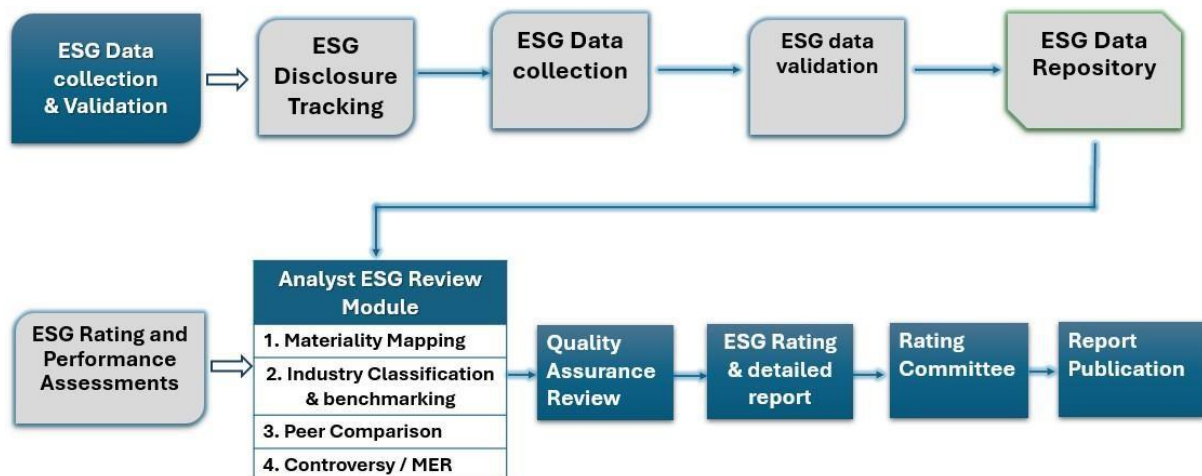 ESG Data
collection
& Validation
ESG
Disclosure
Tracking
ESG Data
collection
ESG data
validation
ESG Data
Repository
ESG Rating and
Performance
Assessments
Analyst ESG Review
Module
1. Materiality Mapping
2. Industry Classification
& benchmarking
3. Peer Comparison
4. Controversy / MER
Quality
Assurance
Review
ESG Rating
& detailed
report
Rating
Committee
Report
Publication